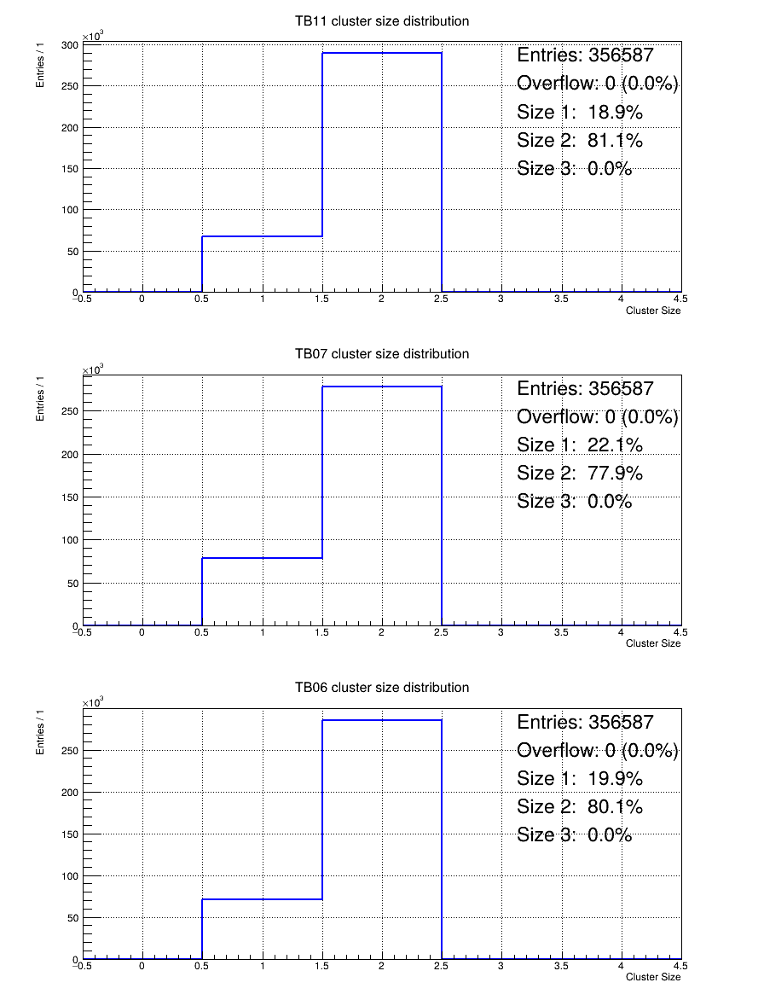 TB11 cluster size distribution
×10³
Entries / 1
300
250
200
150
100
50
0
Entries: 356587
Overflow: 0 (0.0%)
Size 1: 18.9%
Size 2: 81.1%
Size 3: 0.0%
−0.5 0 0.5 1 1.5 2 2.5 3 3.5 4 4.5
Cluster Size
TB07 cluster size distribution
×10³
Entries / 1
250
200
150
100
50
0
Entries: 356587
Overflow: 0 (0.0%)
Size 1: 22.1%
Size 2: 77.9%
Size 3: 0.0%
−0.5 0 0.5 1 1.5 2 2.5 3 3.5 4 4.5
Cluster Size
TB06 cluster size distribution
×10³
Entries / 1
250
200
150
100
50
0
Entries: 356587
Overflow: 0 (0.0%)
Size 1: 19.9%
Size 2: 80.1%
Size 3: 0.0%
−0.5 0 0.5 1 1.5 2 2.5 3 3.5 4 4.5
Cluster Size